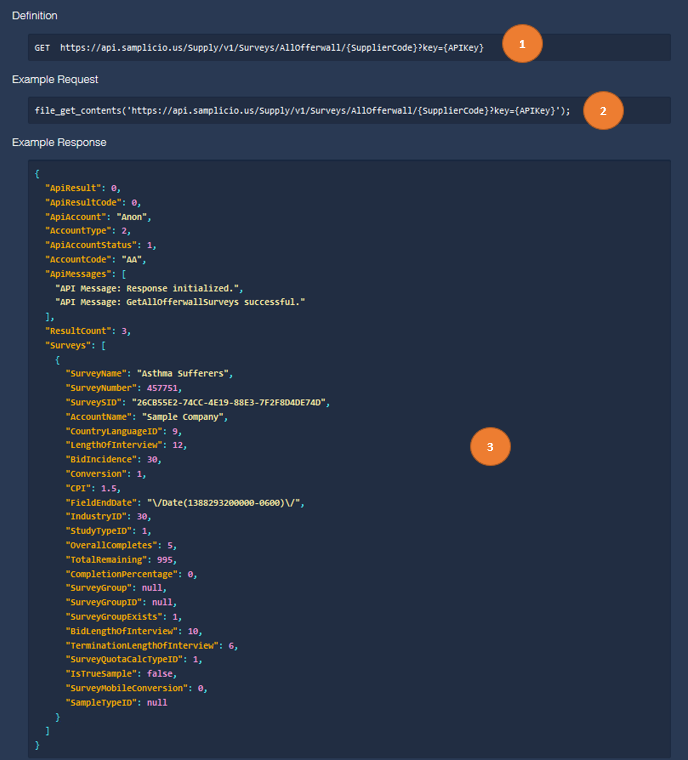 Definition
GET  https://api.samplicio.us/Supply/v1/Surveys/AllOfferwall/{SupplierCode}?key={APIKey}
1
Example Request
file_get_contents('https://api.samplicio.us/Supply/v1/Surveys/AllOfferwall/{SupplierCode}?key={APIKey}');
2
Example Response
{
  "ApiResult": 0,
  "ApiResultCode": 0,
  "ApiAccount": "Anon",
  "AccountType": 2,
  "ApiAccountStatus": 1,
  "AccountCode": "AA",
  "ApiMessages": [
    "API Message: Response initialized.",
    "API Message: GetAllOfferwallSurveys successful."
  ],
  "ResultCount": 3,
  "Surveys": [
    {
      "SurveyName": "Asthma Sufferers",
      "SurveyNumber": 457751,
      "SurveySID": "26CB55E2-74CC-4E19-88E3-7F2F8D4DE74D",
      "AccountName": "Sample Company",
      "CountryLanguageID": 9,
      "LengthOfInterview": 12,
      "BidIncidence": 30,
      "Conversion": 1,
      "CPI": 1.5,
      "FieldEndDate": "\/Date(1388293200000-0600)\/",
      "IndustryID": 30,
      "StudyTypeID": 1,
      "OverallCompletes": 5,
      "TotalRemaining": 995,
      "CompletionPercentage": 0,
      "SurveyGroup": null,
      "SurveyGroupID": null,
      "SurveyGroupExists": 1,
      "BidLengthOfInterview": 10,
      "TerminationLengthOfInterview": 6,
      "SurveyQuotaCalcTypeID": 1,
      "IsTrueSample": false,
      "SurveyMobileConversion": 0,
      "SampleTypeID": null
    }
  ]
}
3